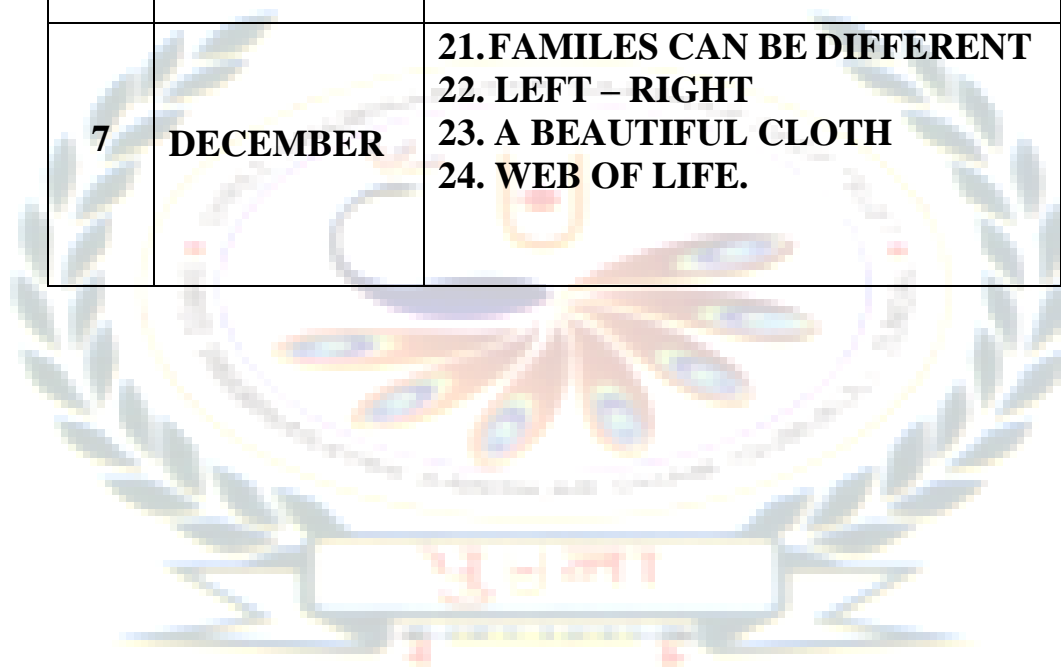 7
DECEMBER
21.FAMILES CAN BE DIFFERENT
22. LEFT – RIGHT
23. A BEAUTIFUL CLOTH
24. WEB OF LIFE.